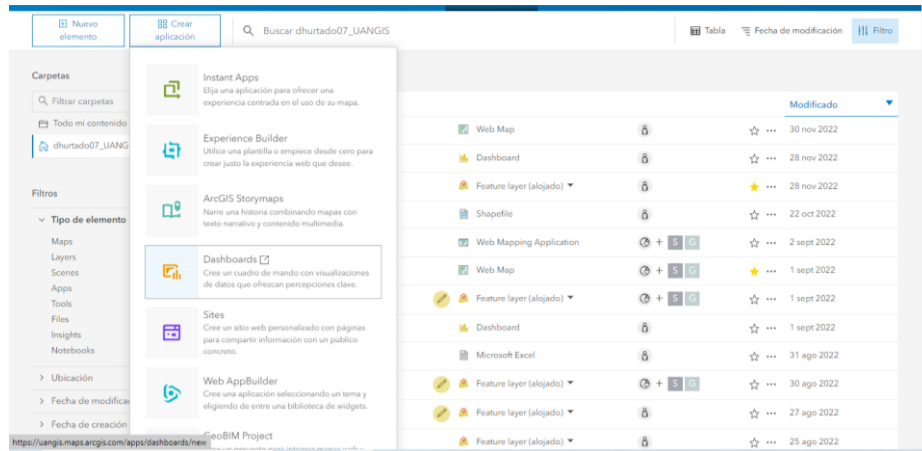 Nuevo
elemento
Crear
aplicación
Buscar dhurtado07_UANGIS
Tabla
Fecha de modificación
Filtro
Carpetas
Filtrar carpetas
Todo mi contenido
dhurtado07_UANG
Filtros
Tipo de elemento
Maps
Layers
Scenes
Apps
Tools
Files
Insights
Notebooks
Ubicación
Fecha de modifica
Fecha de creación
https://uangis.maps.arcgis.com/apps/dashboards/new
Instant Apps
Elija una aplicación para ofrecer una
experiencia centrada en el uso de su mapa.
Experience Builder
Utilice una plantilla o empiece desde cero para
crear justo la experiencia web que desee.
ArcGIS Storymaps
Narre una historia combinando mapas con
texto narrativo y contenido multimedia.
Dashboards
Cree un cuadro de mando con visualizaciones
de datos que ofrezcan percepciones clave.
Sites
Cree un sitio web personalizado con páginas
para compartir información con un público
concreto.
Web AppBuilder
Cree una aplicación seleccionando un tema y
eligiendo de entre una biblioteca de widgets.
GeoBIM Project
Modificado
Web Map 30 nov 2022
Dashboard 28 nov 2022
Feature layer (alojado) 28 nov 2022
Shapefile 22 oct 2022
Web Mapping Application + S G 2 sept 2022
Web Map + S G 1 sept 2022
Feature layer (alojado) + S G 1 sept 2022
Dashboard 1 sept 2022
Microsoft Excel 31 ago 2022
Feature layer (alojado) + S G 30 ago 2022
Feature layer (alojado) 27 ago 2022
Feature layer (alojado) 25 ago 2022